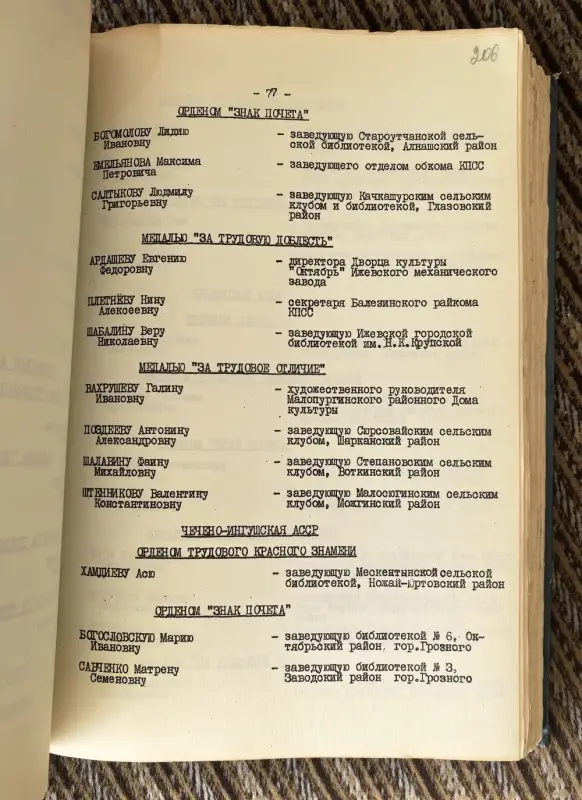 206
- 77 -
ОРДЕНОМ "ЗНАК ПОЧЕТА"
БОГОМОЛОВУ Лидию - заведующую Староутчанской сель-
Ивановну ской библиотекой, Алнашский район
ЕМЕЛЬЯНОВА Максима - заведующего отделом обкома КПСС
Петровича
САЛТЫКОВУ Людмилу - заведующую Качкашурским сельским
Григорьевну клубом и библиотекой, Глазовский
район
МЕДАЛЬЮ "ЗА ТРУДОВУЮ ДОБЛЕСТЬ"
АРДАШЕВУ Евгению - директора Дворца культуры
Федоровну "Октябрь" Ижевского механического
завода
ПЛЕТНЁВУ Нину - секретаря Балезинского райкома
Алексеевну КПСС
ШАБАЛИНУ Веру - заведующую Ижевской городской
Николаевну библиотекой им.Н.К.Крупской
МЕДАЛЬЮ "ЗА ТРУДОВОЕ ОТЛИЧИЕ"
ВАХРУШЕВУ Галину - художественного руководителя
Ивановну Малопургинского районного Дома
культуры
ПОЗДЕЕВУ Антонину - заведующую Сюрсовайским сельским
Александровну клубом, Шарканский район
ШАЛАВИНУ Фаину - заведующую Степановским сельским
Михайловну клубом, Воткинский район
ШТЕННИКОВУ Валентину - заведующую Малосюгинским сельским
Константиновну клубом, Можгинский район
ЧЕЧЕНО-ИНГУШСКАЯ АССР
ОРДЕНОМ ТРУДОВОГО КРАСНОГО ЗНАМЕНИ
ХАМДИЕВУ Асю - заведующую Мескентынской сельской
библиотекой, Ножай-Юртовский район
ОРДЕНОМ "ЗНАК ПОЧЕТА"
БОГОСЛОВСКУЮ Марию - заведующую библиотекой № 6, Ок-
Ивановну тябрьский район, гор.Грозного
САВЧЕНКО Матрену - заведующую библиотекой № 3,
Семеновну Заводский район гор.Грозного